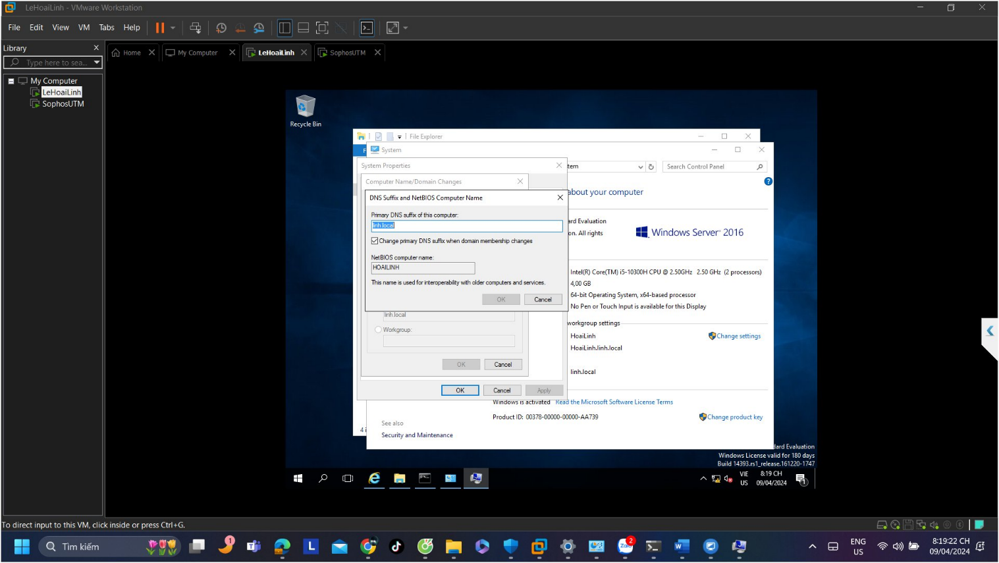 LeHoaiLinh - VMware Workstation
File Edit View VM Tabs Help
Library
Type here to sea...
My Computer
LeHoaiLinh
SophosUTM
Home
My Computer
LeHoaiLinh
SophosUTM
Recycle Bin
File Explorer
F
System
System Properties
tem
Search Control Panel
Computer Name/Domain Changes
about your computer
DNS Suffix and NetBIOS Computer Name
Primary DNS suffix of this computer:
linh.local
Change primary DNS suffix when domain membership changes
NetBIOS computer name:
HOAILINH
This name is used for interoperability with older computers and services.
OK Cancel
linh.local
Workgroup:
OK Cancel
OK Cancel Apply
ard Evaluation
on. All rights
Windows Server® 2016
Intel(R) Core(TM) i5-10300H CPU @ 2.50GHz 2.50 GHz (2 processors)
4,00 GB
64-bit Operating System, x64-based processor
No Pen or Touch Input is available for this Display
workgroup settings
HoaiLinh
Change settings
HoaiLinh.linh.local
linh.local
Windows is activated Read the Microsoft Software License Terms
Product ID: 00378-00000-00000-AA739
Change product key
See also
4 i
Security and Maintenance
dard Evaluation
Windows License valid for 180 days
Build 14393.rs1_release.161220-1747
VIE
US
8:19 CH
09/04/2024
1
To direct input to this VM, click inside or press Ctrl+G.
Tìm kiếm
1
L
Zalo
2
W
ENG
US
8:19:22 CH
09/04/2024